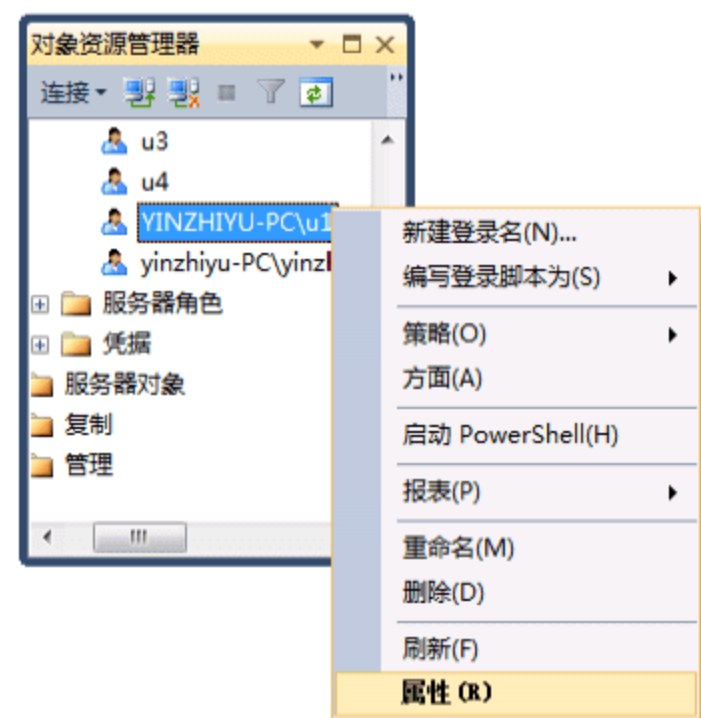 对象资源管理器
连接
u3
u4
YINZHIYU-PC\u1
yinzhiyu-PC\yinz
服务器角色
凭据
服务器对象
复制
管理
新建登录名(N)...
编写登录脚本为(S)
策略(O)
方面(A)
启动 PowerShell(H)
报表(P)
重命名(M)
删除(D)
刷新(F)
属性(R)